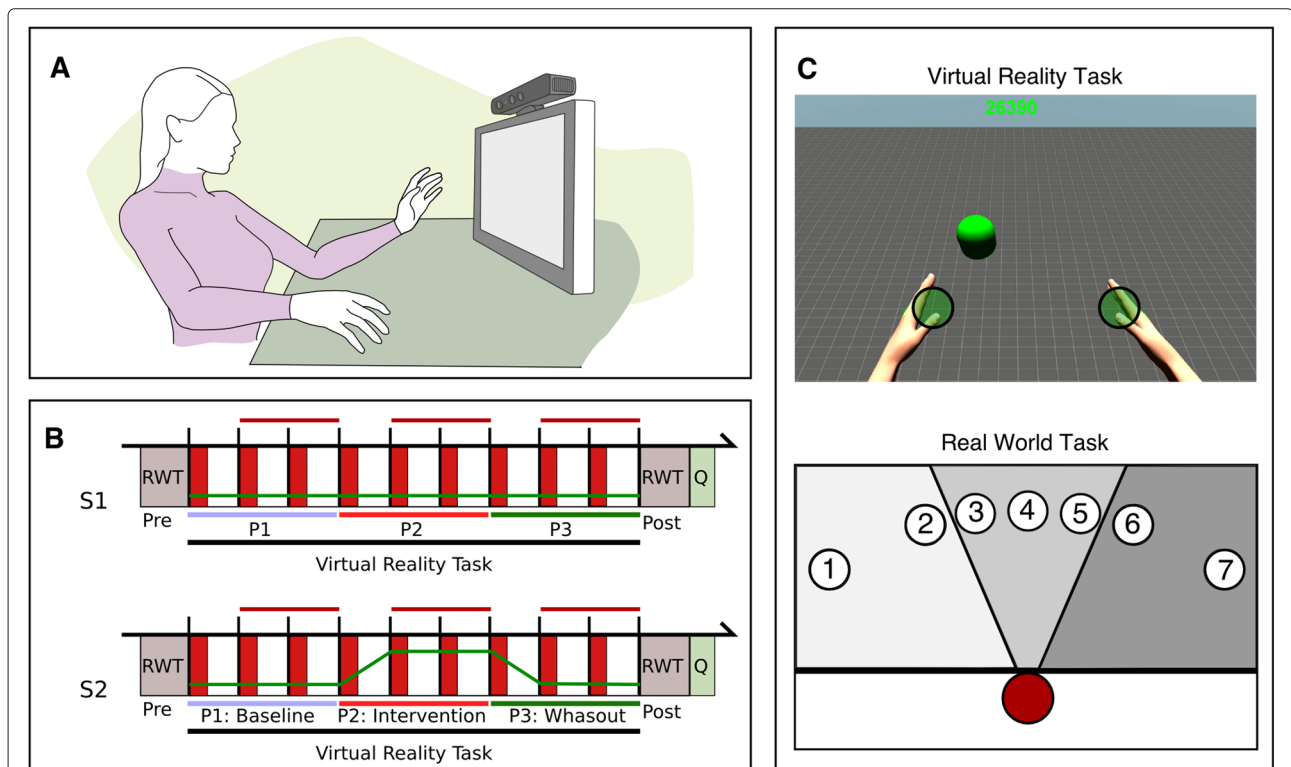 A
B
RWT
RWT
Q
S1
Pre
P1
P2
P3
Post
Virtual Reality Task
RWT
RWT
Q
S2
Pre
P1: Baseline
P2: Intervention
P3: Whasout
Post
Virtual Reality Task
C
Virtual Reality Task
26390
Real World Task
1
2
3
4
5
6
7